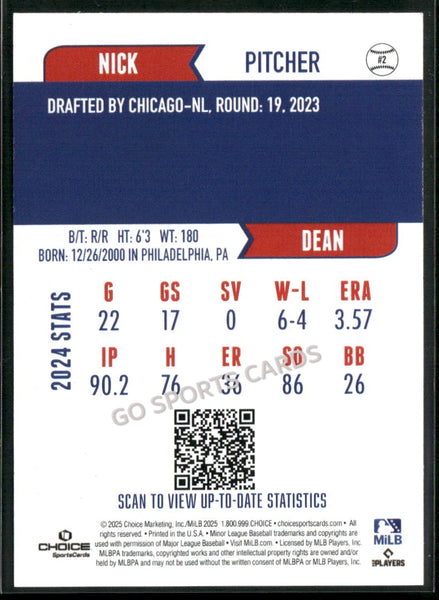 NICK
PITCHER
#2
DRAFTED BY CHICAGO-NL, ROUND: 19, 2023
B/T: R/R HT: 6'3 WT: 180
BORN: 12/26/2000 IN PHILADELPHIA, PA
DEAN
2024 STATS
G GS SV W-L ERA
22 17 0 6-4 3.57
IP H ER SO BB
90.2 76 36 86 26
GO SPORTS CARDS
SCAN TO VIEW UP-TO-DATE STATISTICS
© 2025 Choice Marketing, Inc./MiLB 2025 1.800.999.CHOICE • choicesportscards.com • All
rights reserved. • Printed in the U.S.A. • Minor League Baseball trademarks and copyrights are
used with permission of Major League Baseball • Visit MiLB.com. • Licensed by MLB Players, Inc.
MLBPA trademarks, copyrighted works and other intellectual property rights are owned and/or
held by MLBPA and may not be used without the written consent of MLBPA or MLB Players, Inc.
CHOICE
SportsCards
MiLB
PLAYERS